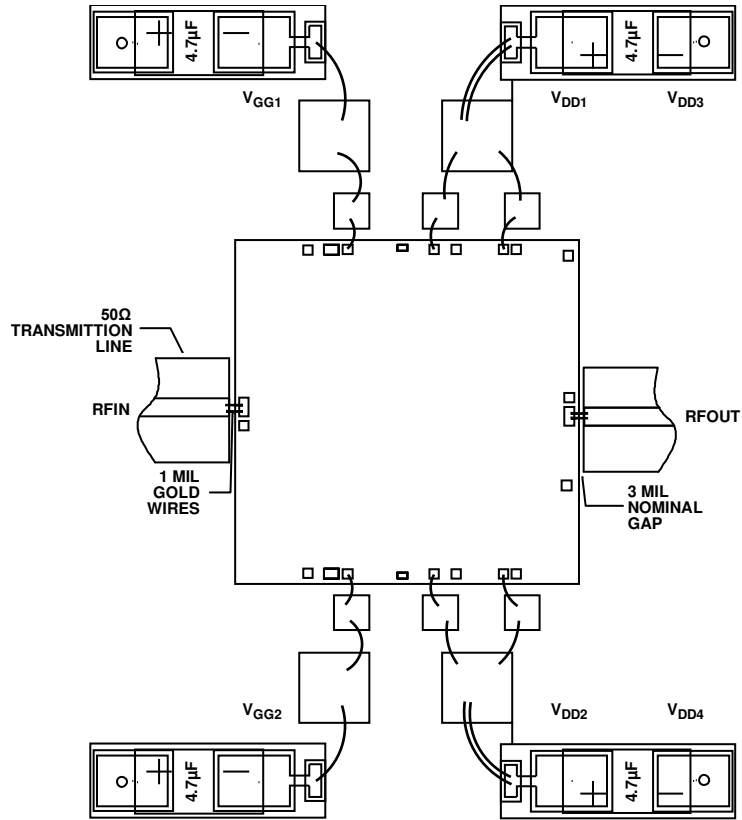 4.7µF
4.7µF
VGG1
VDD1
VDD3
50Ω
TRANSMITTION
LINE
RFIN
RFOUT
1 MIL
GOLD
WIRES
3 MIL
NOMINAL
GAP
VGG2
VDD2
VDD4
4.7µF
4.7µF